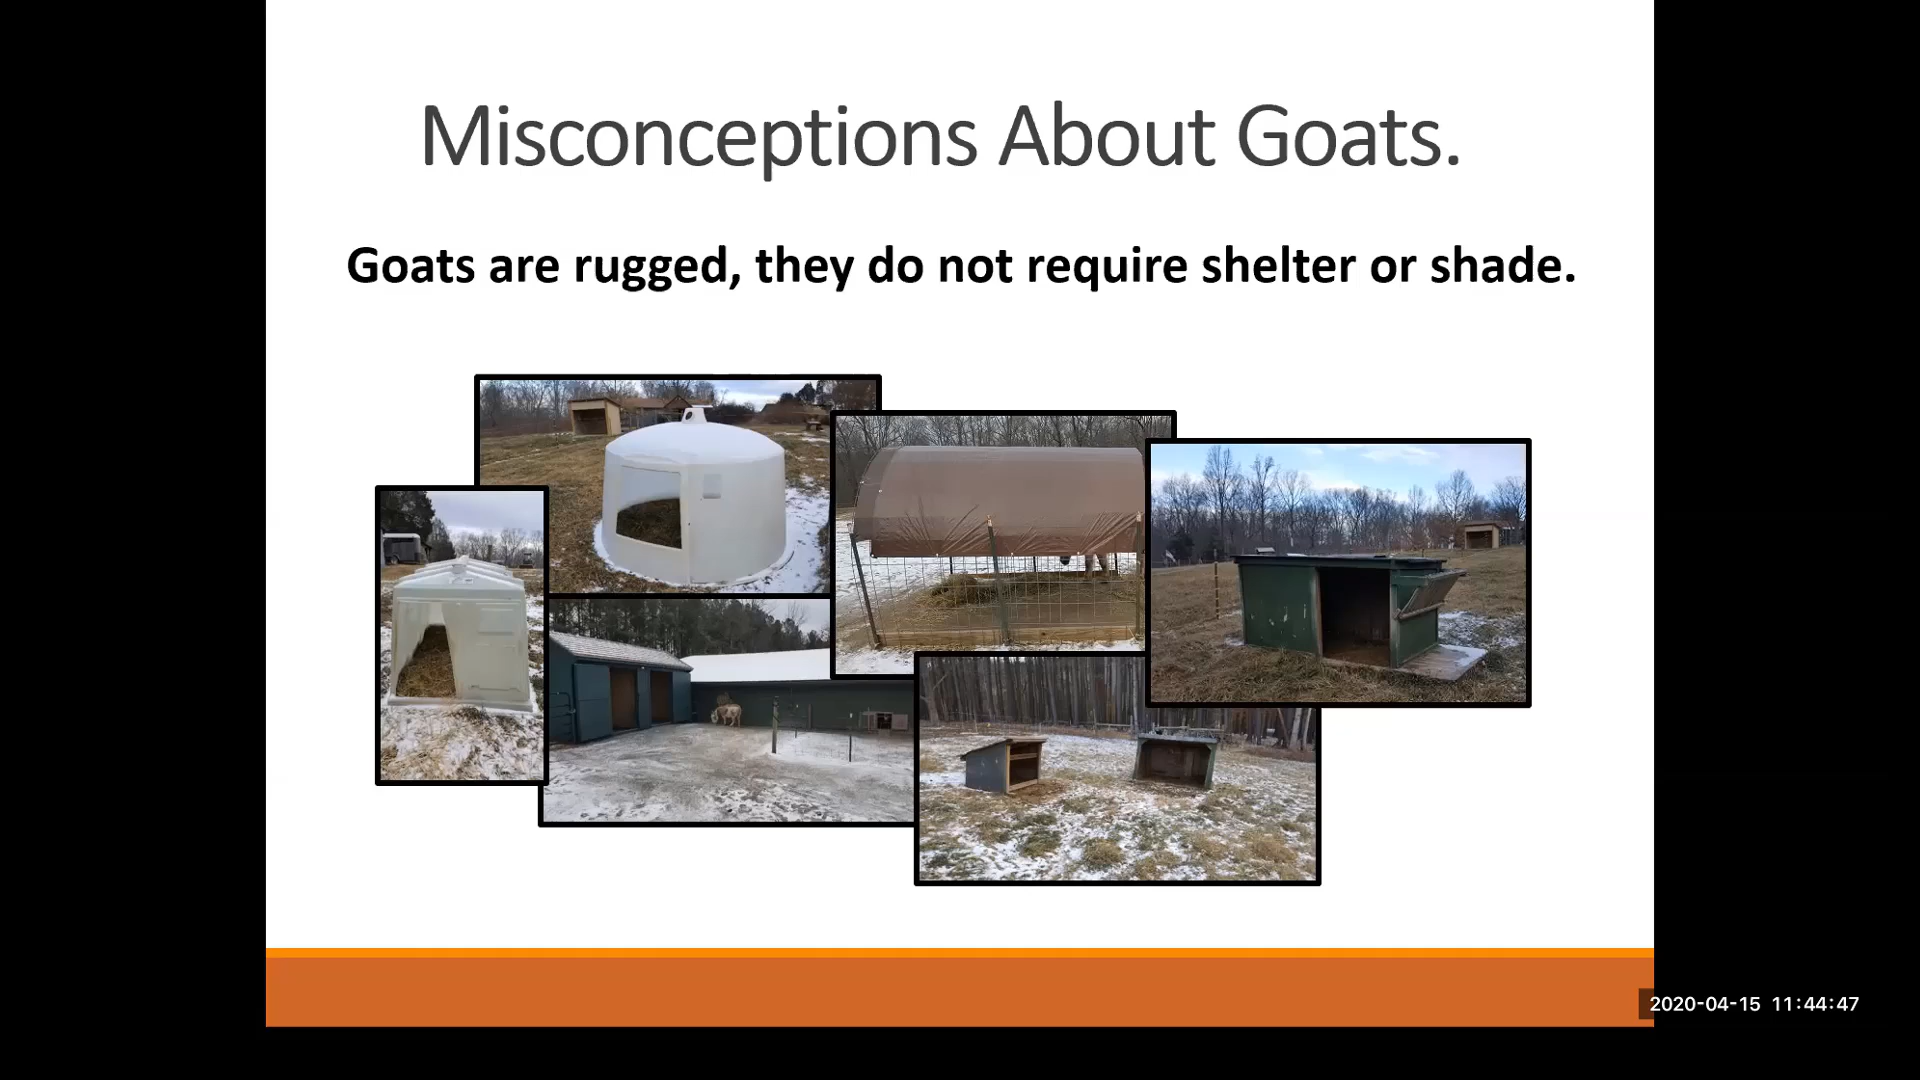 Misconceptions About Goats.
Goats are rugged, they do not require shelter or shade.
2020-04-15 11:44:47